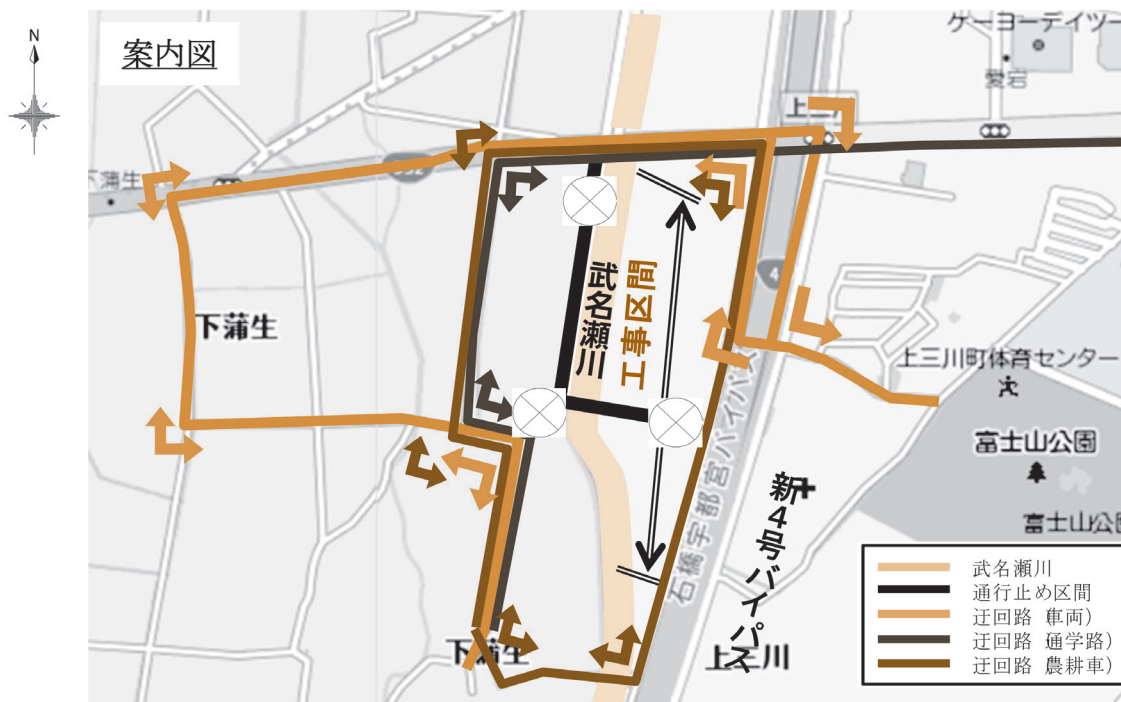 N
案内図
ケーヨーデイツー
愛宕
上三川
下蒲生
下蒲生
武名瀬川
工事区間
4
石橋宇都宮バイパス
新4号バイパス
上三川町体育センター
富士山公園
富士山公園
下蒲生
上三川
武名瀬川
通行止め区間
迂回路 (車両)
迂回路 通学路)
迂回路 農耕車)